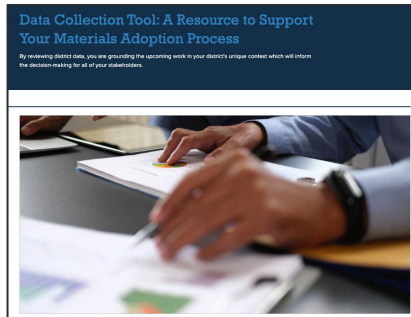 Data Collection Tool: A Resource to Support
Your Materials Adoption Process
By reviewing district data, you are grounding the upcoming work in your district's unique context which will inform
the decision-making for all of your stakeholders.